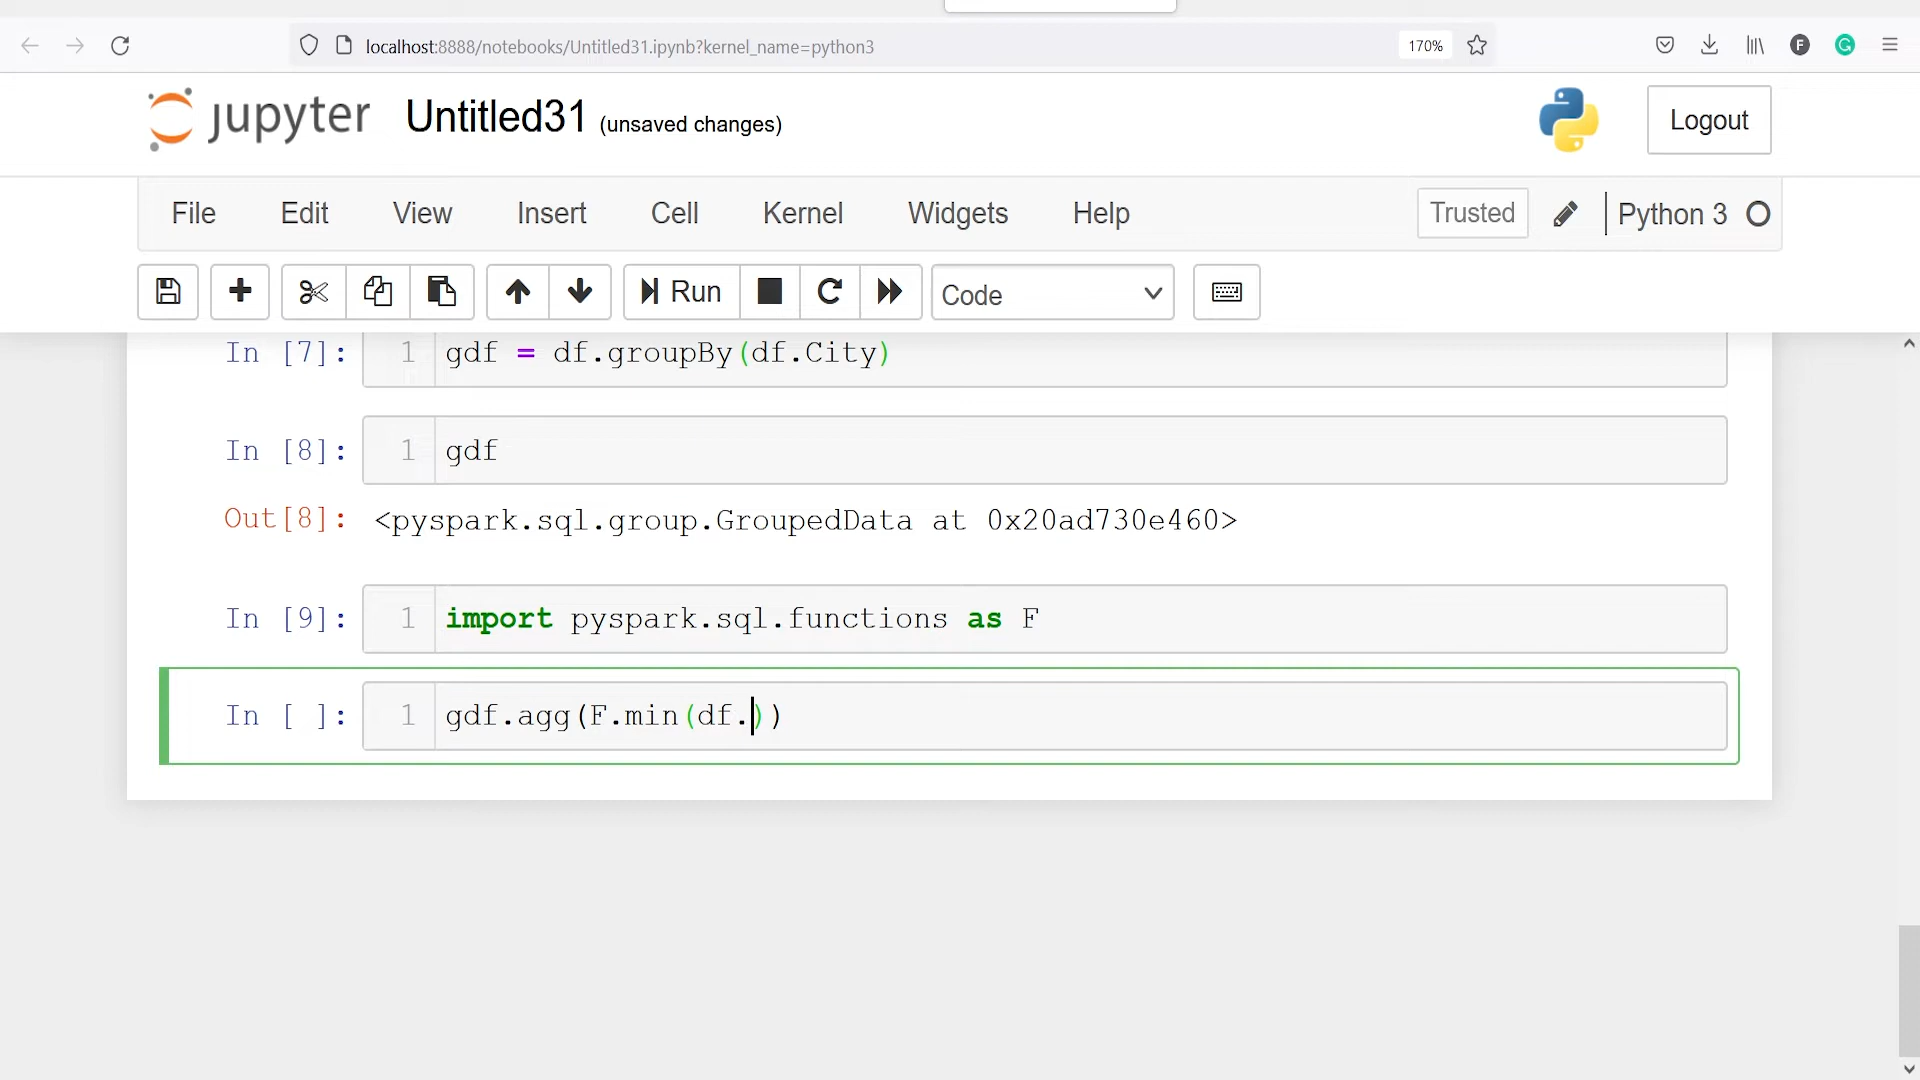 localhost:8888/notebooks/Untitled31.ipynb?kernel_name=python3
170%
F
G
jupyter Untitled31 (unsaved changes)
Logout
File Edit View Insert Cell Kernel Widgets Help
Trusted
Python 3
Run
Code
In [7]: 1 gdf = df.groupBy(df.City)
In [8]: 1 gdf
Out[8]: <pyspark.sql.group.GroupedData at 0x20ad730e460>
In [9]: 1 import pyspark.sql.functions as F
In [ ]: 1 gdf.agg(F.min(df.))